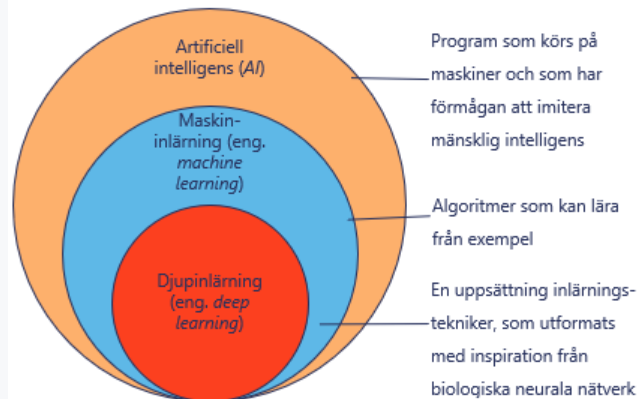 Artificiell
intelligens (AI)
Maskin-
inlärning (eng.
machine
learning)
Djupinlärning
(eng. deep
learning)
Program som körs på
maskiner och som har
förmågan att imitera
mänsklig intelligens
Algoritmer som kan lära
från exempel
En uppsättning inlärnings-
tekniker, som utformats
med inspiration från
biologiska neurala nätverk